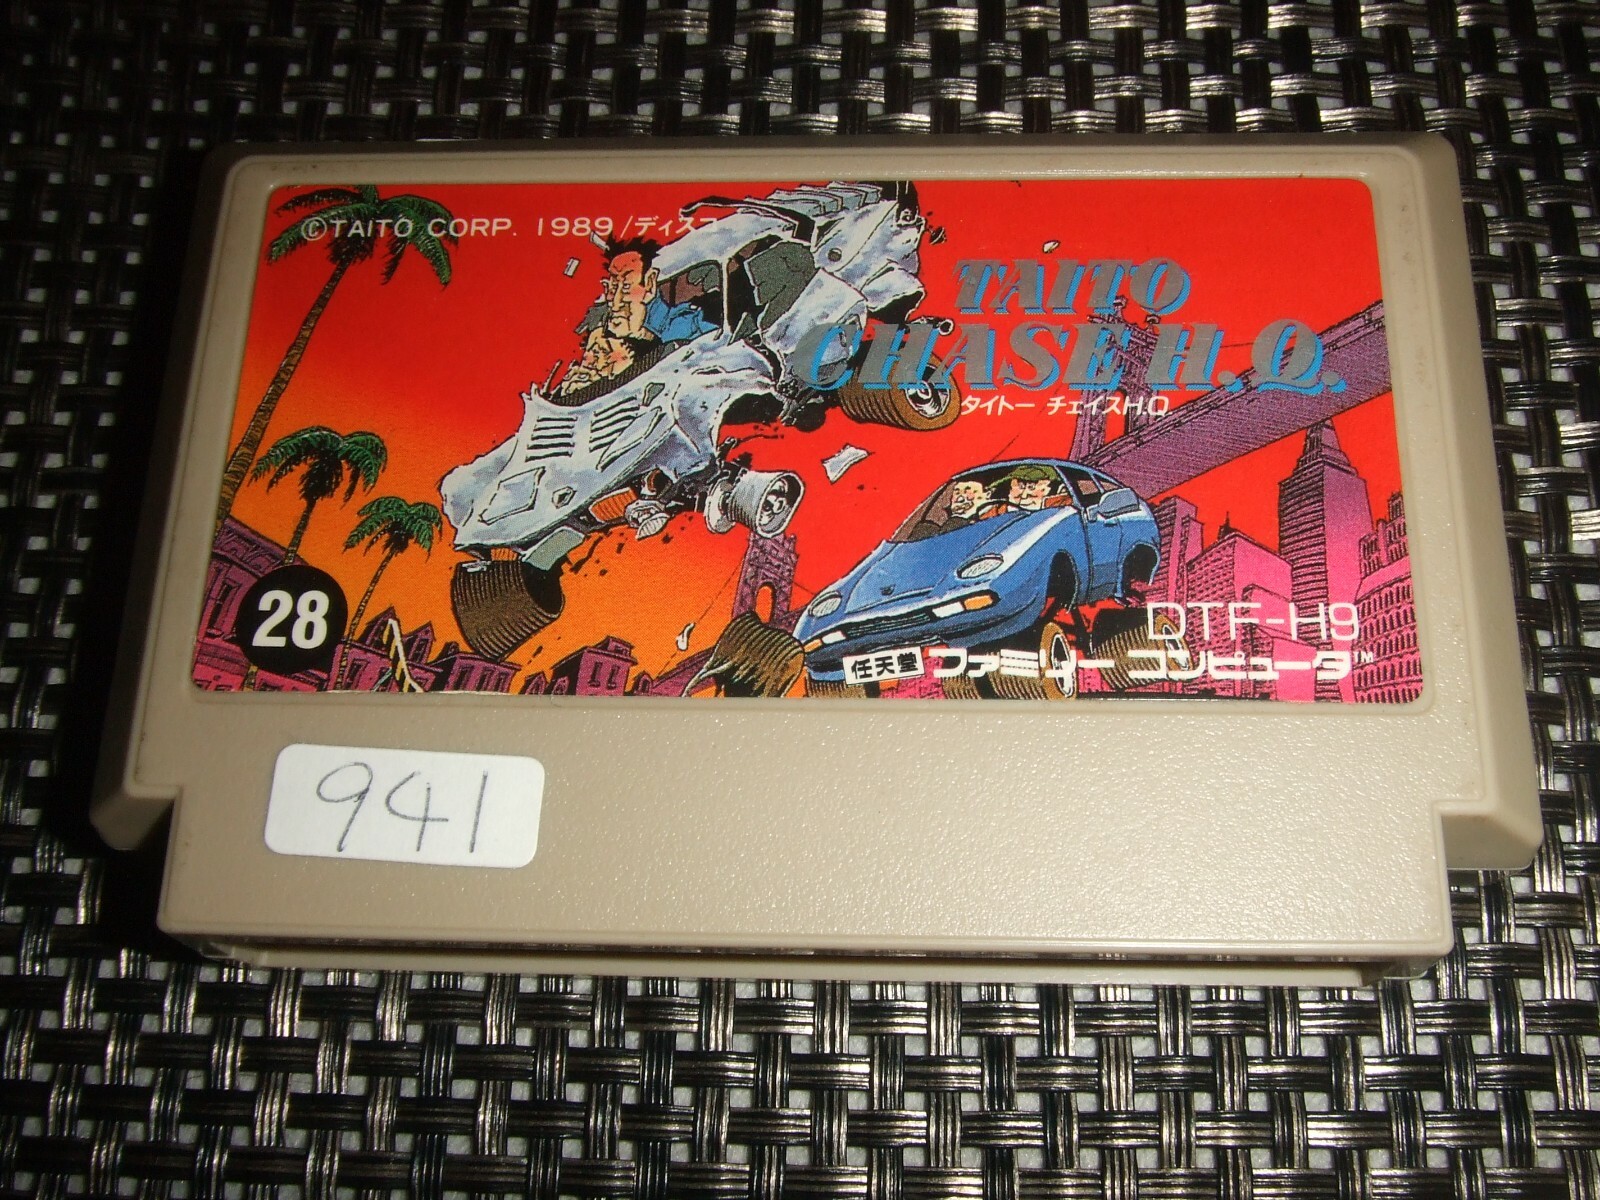 ©TAITO CORP. 1989/ディスコ
TAITO
CHASE H.Q.
タイトー チェイスH.Q
28
DTF-H9
任天堂 ファミリー コンピュータ™
941